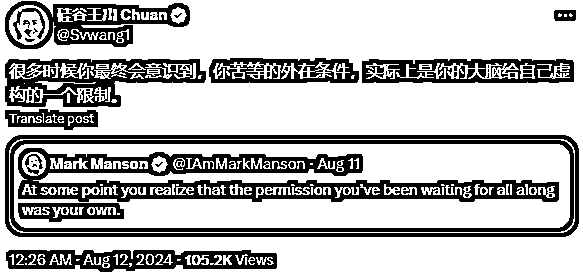 硅谷王川 Chuan
@Svwang1
很多时候你最终会意识到，你苦等的外在条件，实际上是你的大脑给自己虚
构的一个限制。
Translate post
Mark Manson @IAmMarkManson · Aug 11
At some point you realize that the permission you've been waiting for all along
was your own.
12:26 AM · Aug 12, 2024 · 105.2K Views